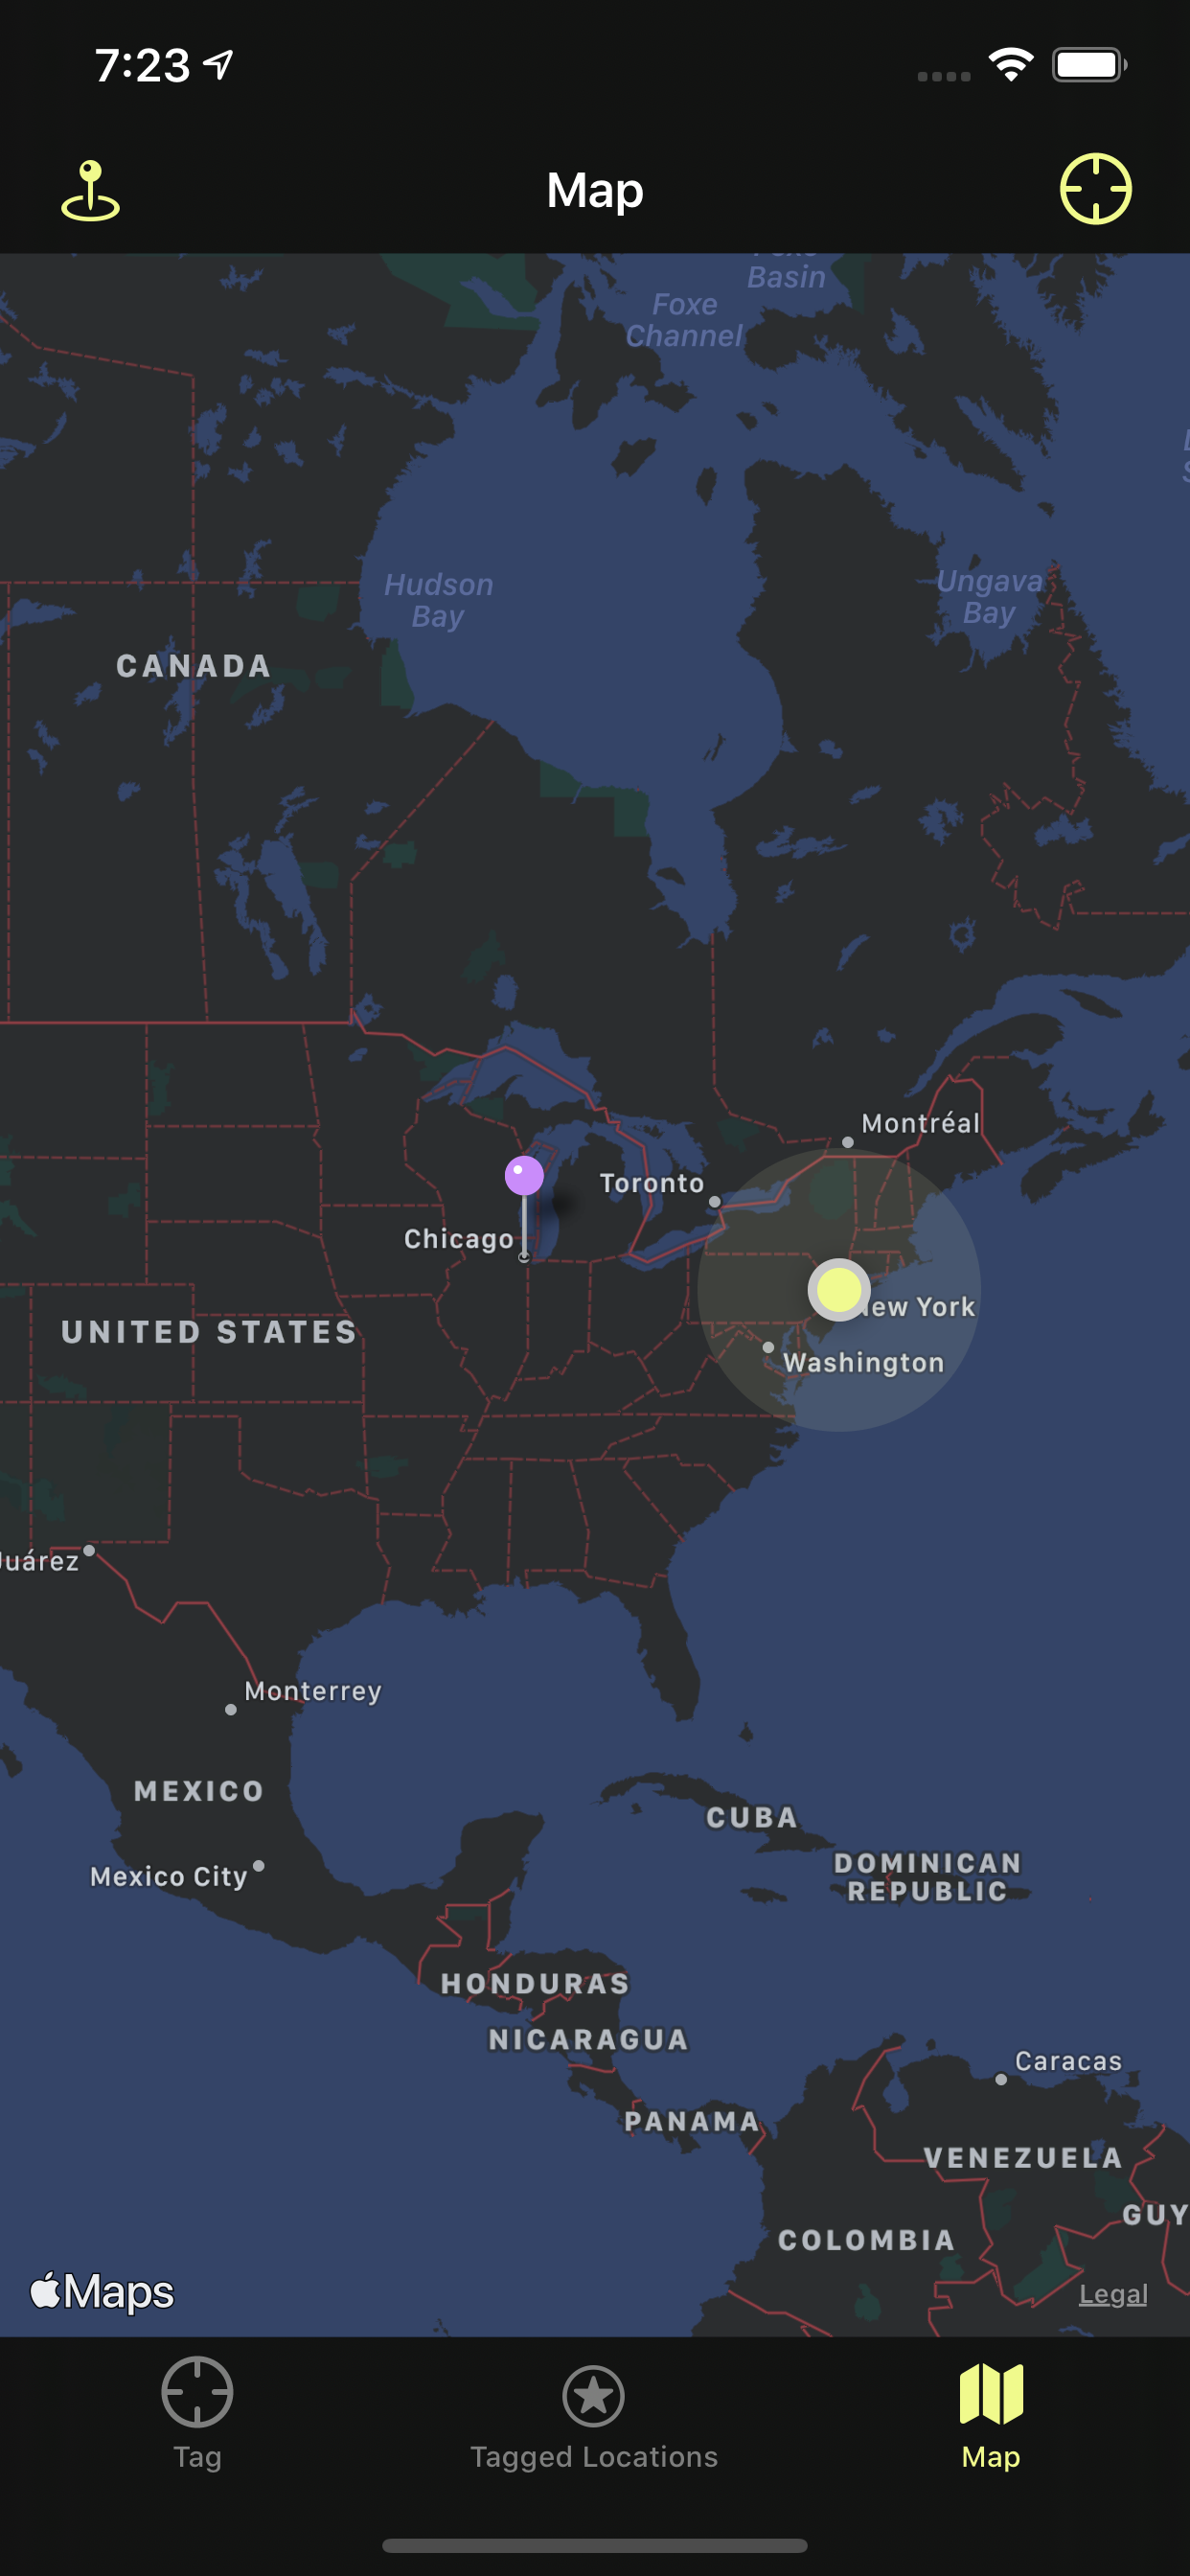 7:23
Map
Foxe
Basin
Foxe
Channel
Hudson
Bay
Ungava
Bay
CANADA
Montréal
Toronto
Chicago
New York
UNITED STATES
Washington
Juárez
Monterrey
MEXICO
CUBA
Mexico City
DOMINICAN
REPUBLIC
HONDURAS
NICARAGUA
Caracas
PANAMA
VENEZUELA
GUY
COLOMBIA
Maps
Legal
Tag
Tagged Locations
Map